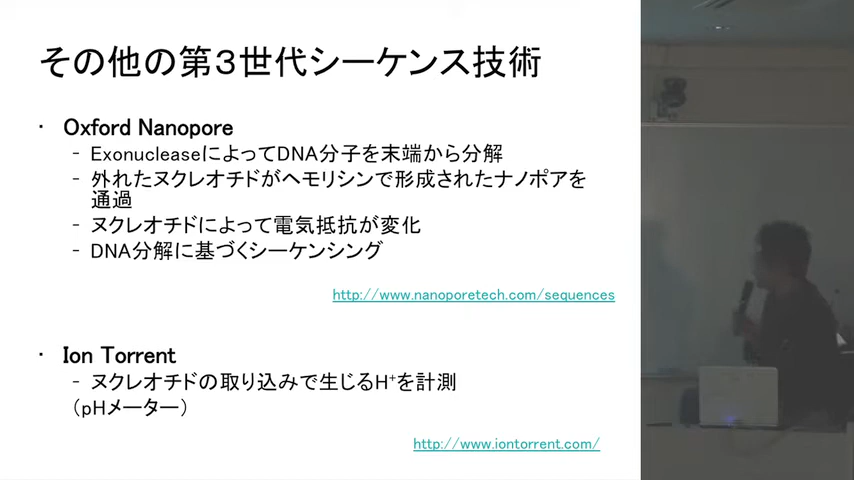 その他の第３世代シーケンス技術
・ Oxford Nanopore
- ExonucleaseによってDNA分子を末端から分解
- 外れたヌクレオチドがヘモリシンで形成されたナノポアを
通過
- ヌクレオチドによって電気抵抗が変化
- DNA分解に基づくシーケンシング
http://www.nanoporetech.com/sequences
・ Ion Torrent
- ヌクレオチドの取り込みで生じるH⁺を計測
（pHメーター）
http://www.iontorrent.com/